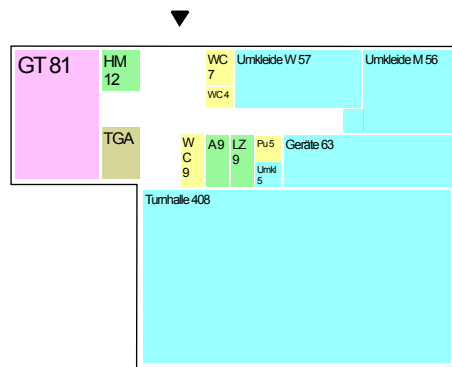 GT 81
HM
12
WC
7
Umkleide W 57
Umkleide M 56
WC 4
TGA
W
C
9
A 9
LZ
9
Pu 5
Umkl
5
Geräte 63
Turnhalle 408